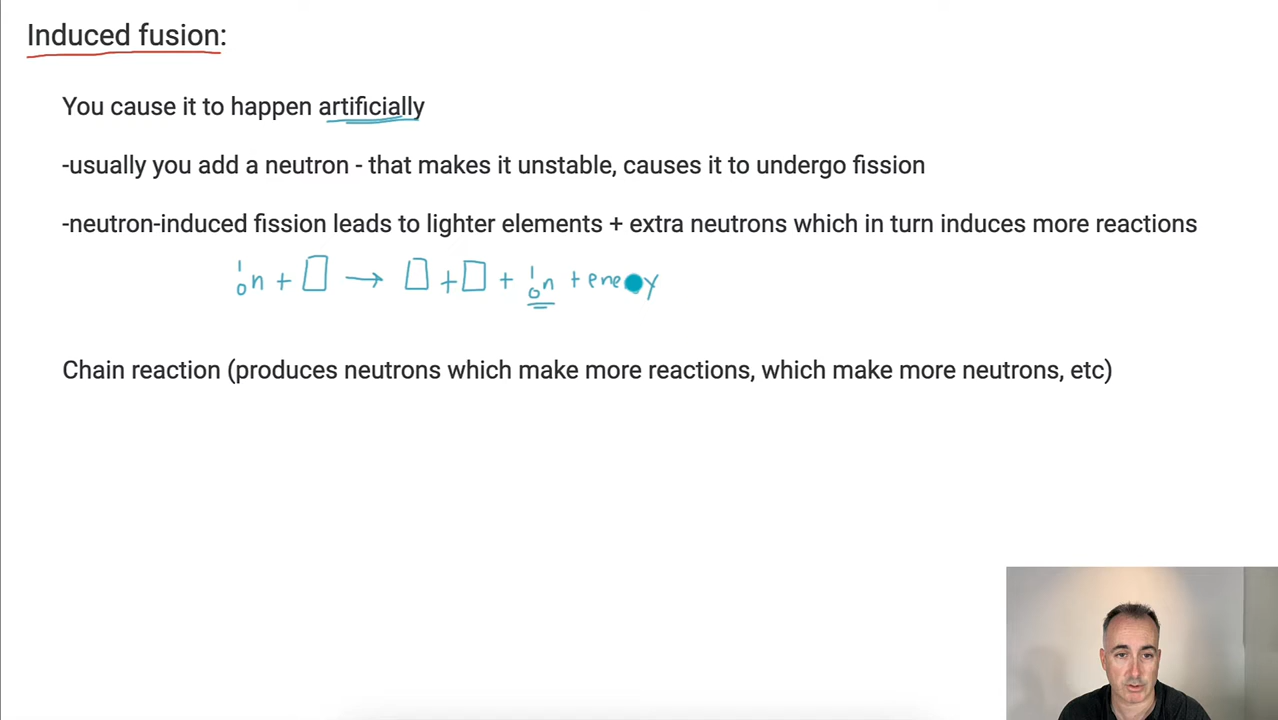 Induced fusion:
You cause it to happen artificially
-usually you add a neutron - that makes it unstable, causes it to undergo fission
-neutron-induced fission leads to lighter elements + extra neutrons which in turn induces more reactions
¹₀n + □ → □ + □ + ¹₀n + ene y
Chain reaction (produces neutrons which make more reactions, which make more neutrons, etc)